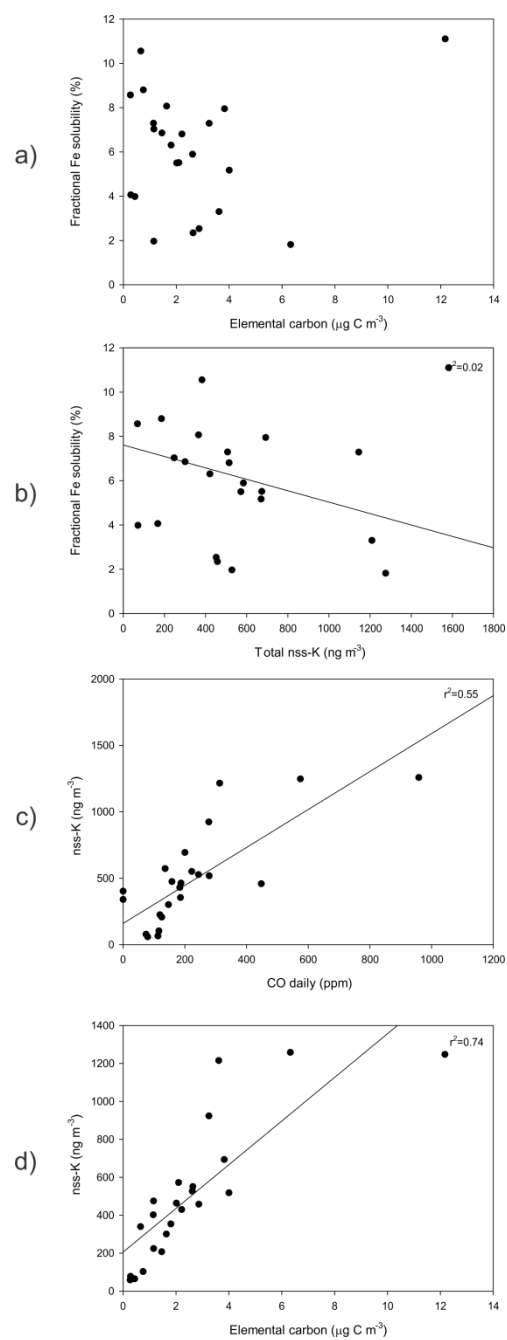 a)
Fractional Fe solubility (%)
12
10
8
6
4
2
0
0 2 4 6 8 10 12 14
Elemental carbon (μg C m⁻³)
b)
Fractional Fe solubility (%)
12
10
8
6
4
2
0
²=0.02
0 200 400 600 800 1000 1200 1400 1600 1800
Total nss-K (ng m⁻³)
c)
nss-K (ng m⁻³)
2000
1500
1000
500
0
r²=0.55
0 200 400 600 800 1000 1200
CO daily (ppm)
d)
nss-K (ng m⁻³)
1400
1200
1000
800
600
400
200
0
r²=0.74
0 2 4 6 8 10 12 14
Elemental carbon (μg C m⁻³)